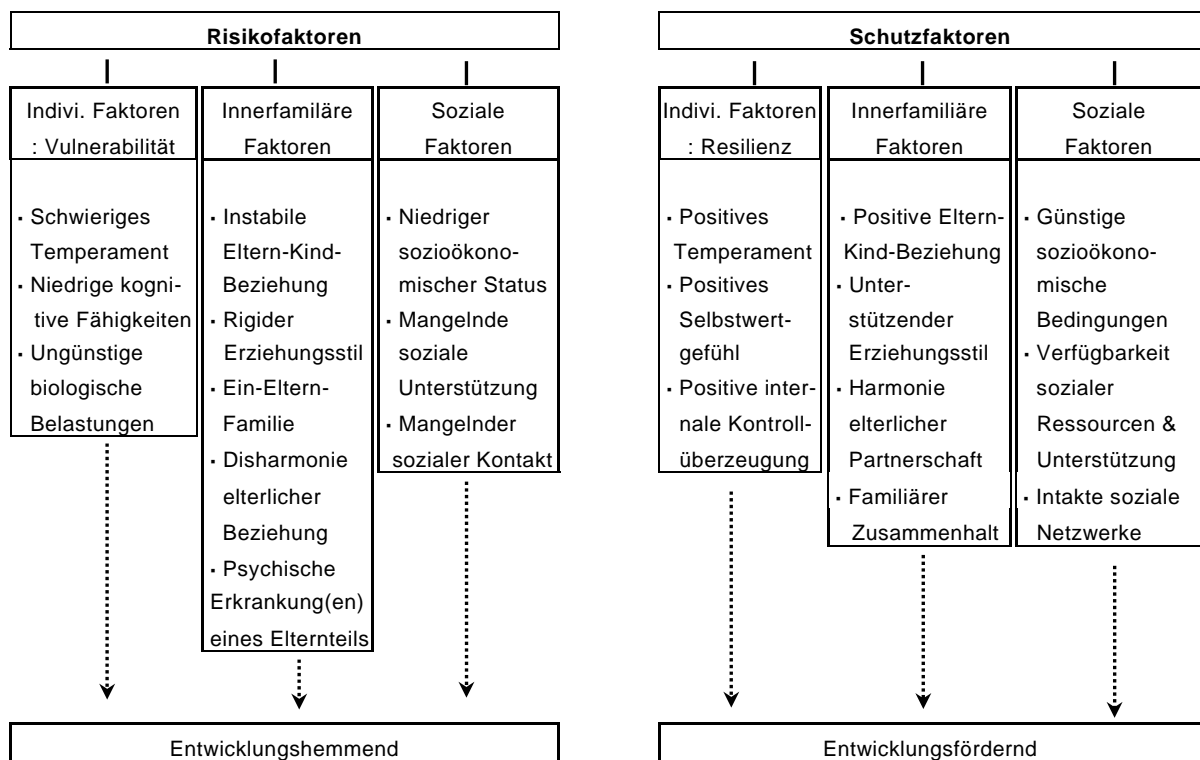 Risikofaktoren
Indivi. Faktoren
: Vulnerabilität
· Schwieriges
Temperament
· Niedrige kogni-
tive Fähigkeiten
· Ungünstige
biologische
Belastungen
Innerfamiläre
Faktoren
· Instabile
Eltern-Kind-
Beziehung
· Rigider
Erziehungsstil
· Ein-Eltern-
Familie
· Disharmonie
elterlicher
Beziehung
· Psychische
Erkrankung(en)
eines Elternteils
Soziale
Faktoren
· Niedriger
sozioökono-
mischer Status
· Mangelnde
soziale
Unterstützung
· Mangelnder
sozialer Kontakt
Entwicklungshemmend
Schutzfaktoren
Indivi. Faktoren
: Resilienz
· Positives
Temperament
· Positives
Selbstwert-
gefühl
· Positive inter-
nale Kontroll-
überzeugung
Innerfamiliäre
Faktoren
· Positive Eltern-
Kind-Beziehung
· Unter-
stützender
Erziehungsstil
· Harmonie
elterlicher
Partnerschaft
· Familiärer
Zusammenhalt
Soziale
Faktoren
· Günstige
sozioökono-
mische
Bedingungen
· Verfügbarkeit
sozialer
Ressourcen &
Unterstützung
· Intakte soziale
Netzwerke
Entwicklungsfördernd